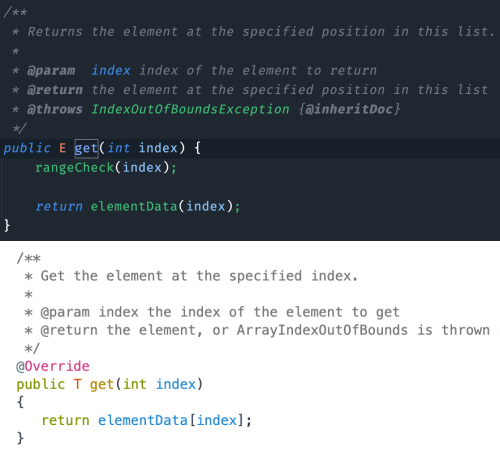 /**
 * Returns the element at the specified position in this list.
 *
 * @param  index index of the element to return
 * @return the element at the specified position in this list
 * @throws IndexOutOfBoundsException {@inheritDoc}
 */
public E get(int index) {
    rangeCheck(index);

    return elementData(index);
}
/**
 * Get the element at the specified index.
 *
 * @param index the index of the element to get
 * @return the element, or ArrayIndexOutOfBounds is thrown
 */
@Override
public T get(int index)
{
   return elementData[index];
}